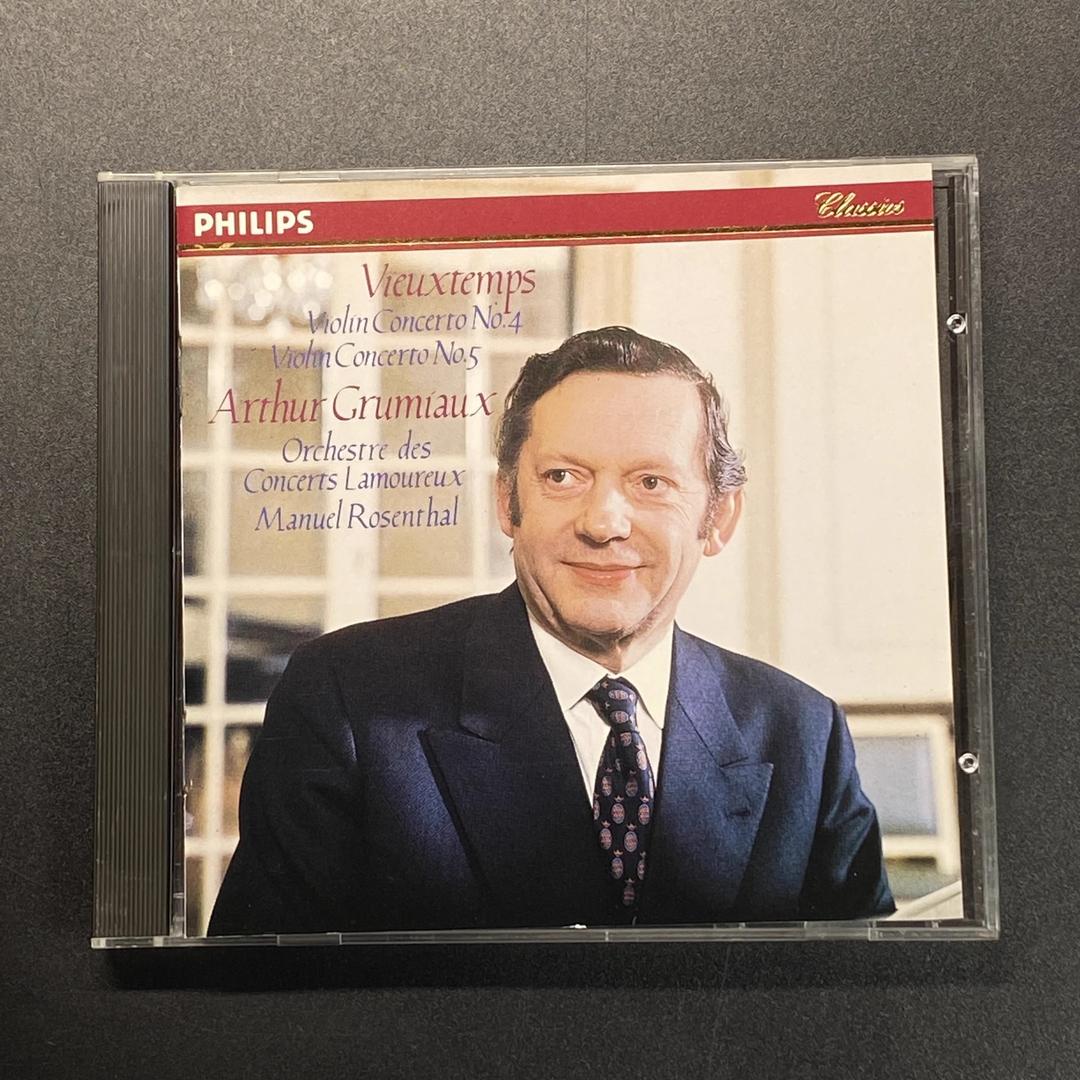 PHILIPS
Classics
Vieuxtemps
Violin Concerto No.4
Violin Concerto No.5
Arthur Grumiaux
Orchestre des
Concerts Lamoureux
Manuel Rosenthal